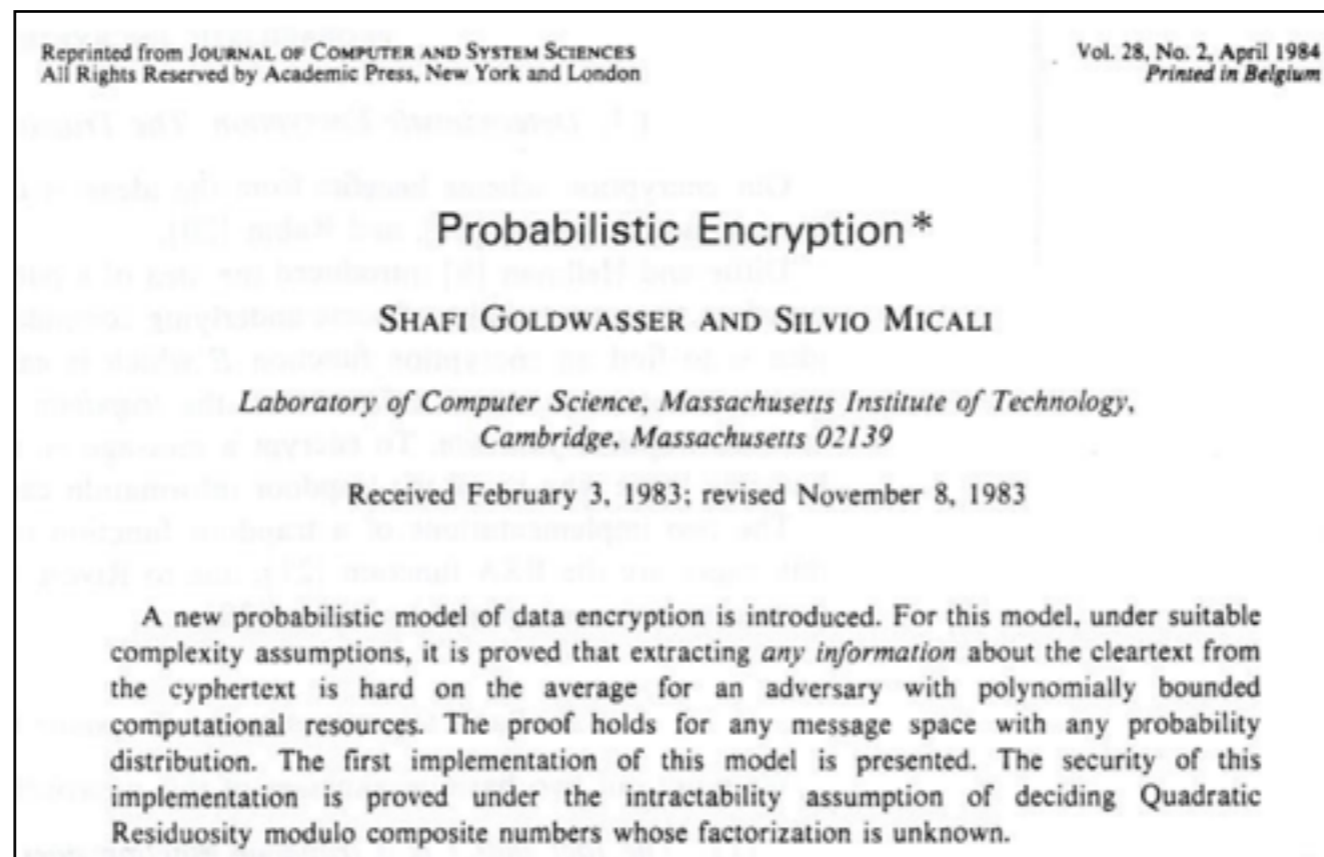 Reprinted from JOURNAL OF COMPUTER AND SYSTEM SCIENCES
All Rights Reserved by Academic Press, New York and London
Vol. 28, No. 2, April 1984
Printed in Belgium
Probabilistic Encryption*
SHAFI GOLDWASSER AND SILVIO MICALI
Laboratory of Computer Science, Massachusetts Institute of Technology,
Cambridge, Massachusetts 02139
Received February 3, 1983; revised November 8, 1983
A new probabilistic model of data encryption is introduced. For this model, under suitable
complexity assumptions, it is proved that extracting any information about the cleartext from
the cyphertext is hard on the average for an adversary with polynomially bounded
computational resources. The proof holds for any message space with any probability
distribution. The first implementation of this model is presented. The security of this
implementation is proved under the intractability assumption of deciding Quadratic
Residuosity modulo composite numbers whose factorization is unknown.